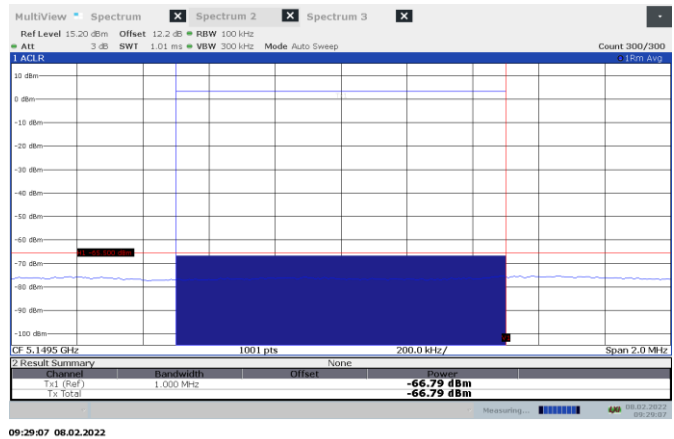 MultiView Spectrum Spectrum 2 Spectrum 3
Ref Level 15.20 dBm Offset 12.2 dB RBW 100 kHz
Att 3 dB SWT 1.01 ms VBW 300 kHz Mode Auto Sweep Count 300/300
1 ACLR 1Rm Avg
10 dBm
0 dBm
-10 dBm
-20 dBm
-30 dBm
-40 dBm
-50 dBm
-60 dBm
-70 dBm
-80 dBm
-90 dBm
-100 dBm
CF 5.1495 GHz 1001 pts 200.0 kHz/ Span 2.0 MHz
2 Result Summary None
Channel Bandwidth Offset Power
Tx1 (Ref) 1.000 MHz -66.79 dBm
Tx Total -66.79 dBm
Measuring... 08.02.2022
09:29:07
09:29:07 08.02.2022